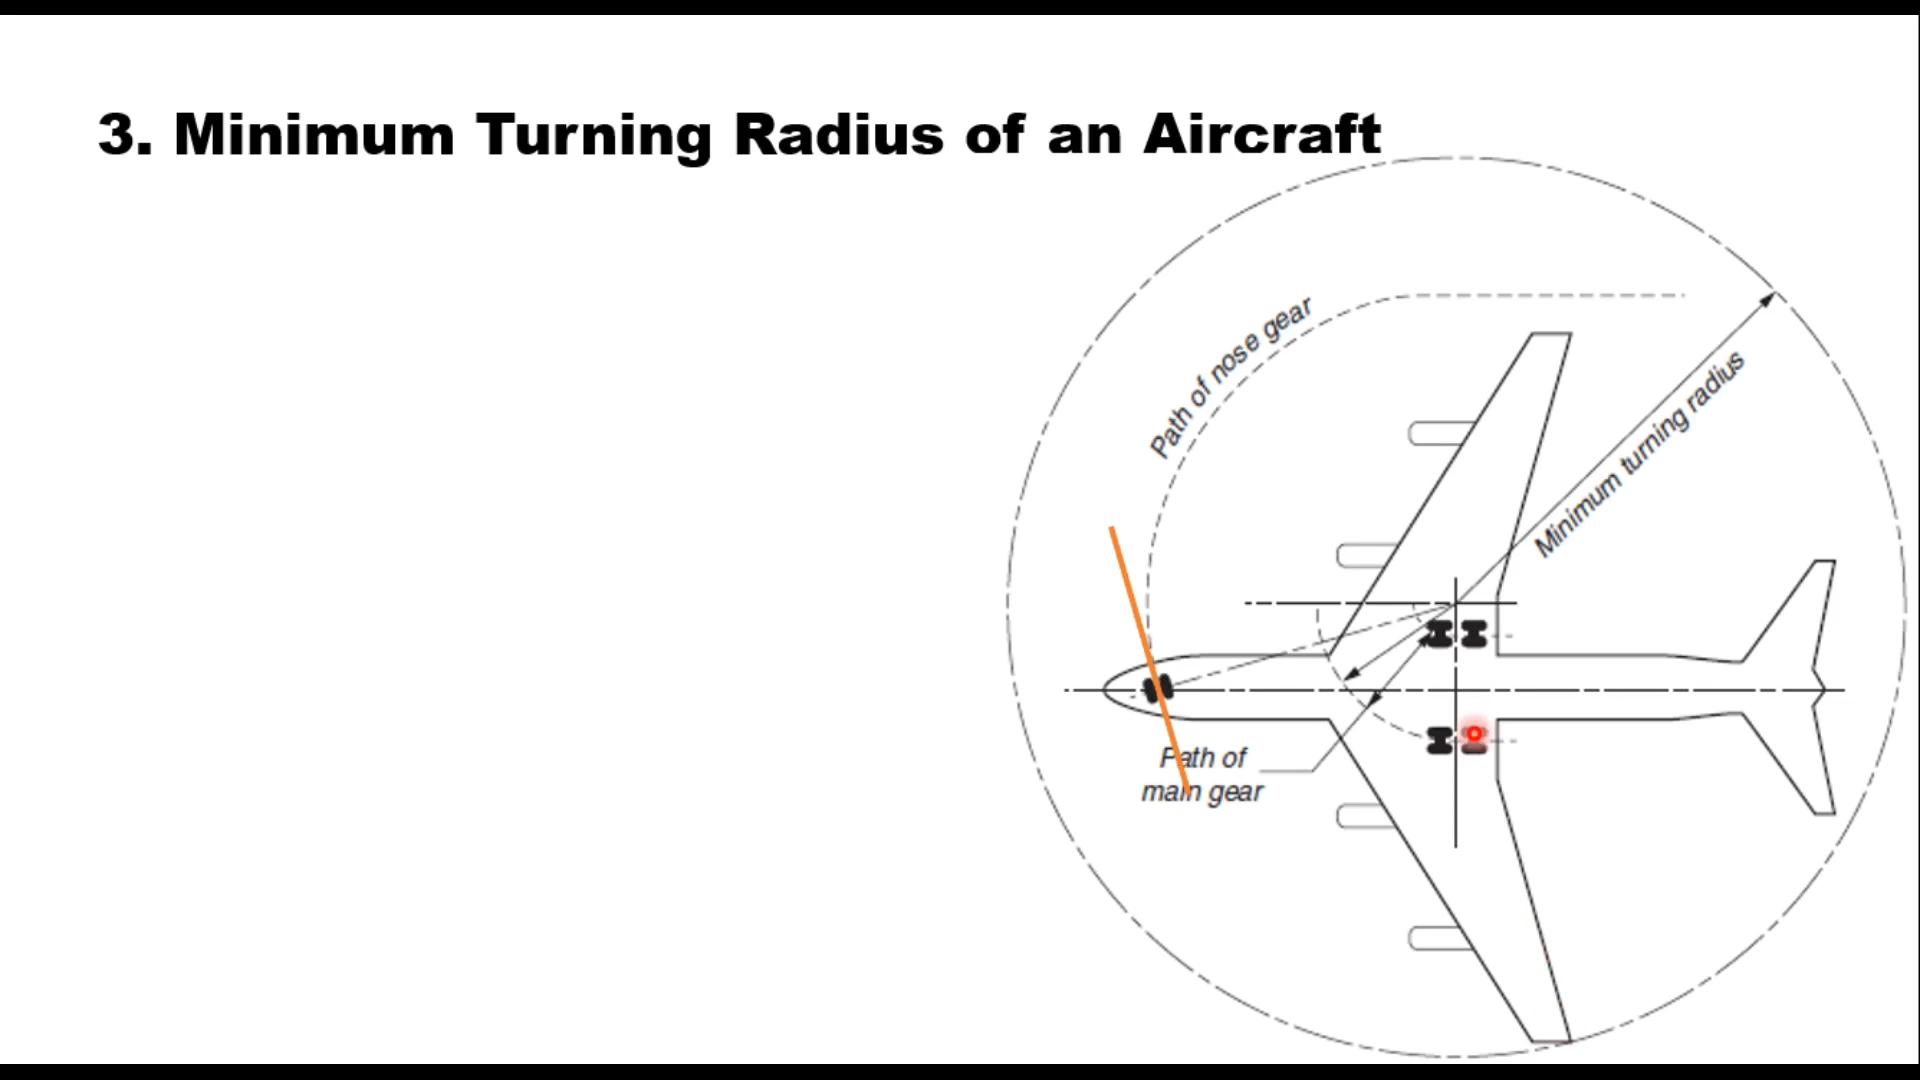 3. Minimum Turning Radius of an Aircraft
Path of nose gear
Minimum turning radius
Path of
main gear